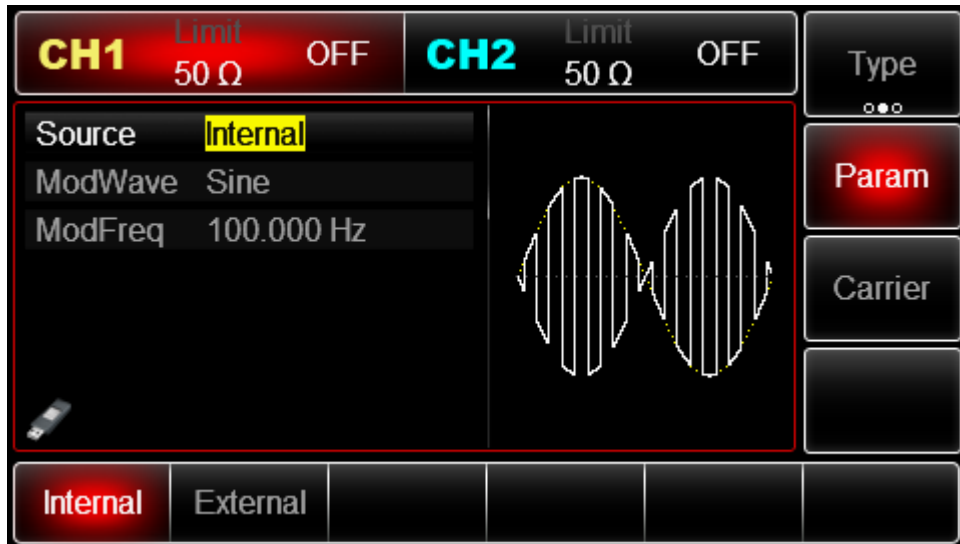 CH1 Limit 50 Ω OFF
CH2 Limit 50 Ω OFF
Type
Source Internal
ModWave Sine
ModFreq 100.000 Hz
Param
Carrier
Internal External